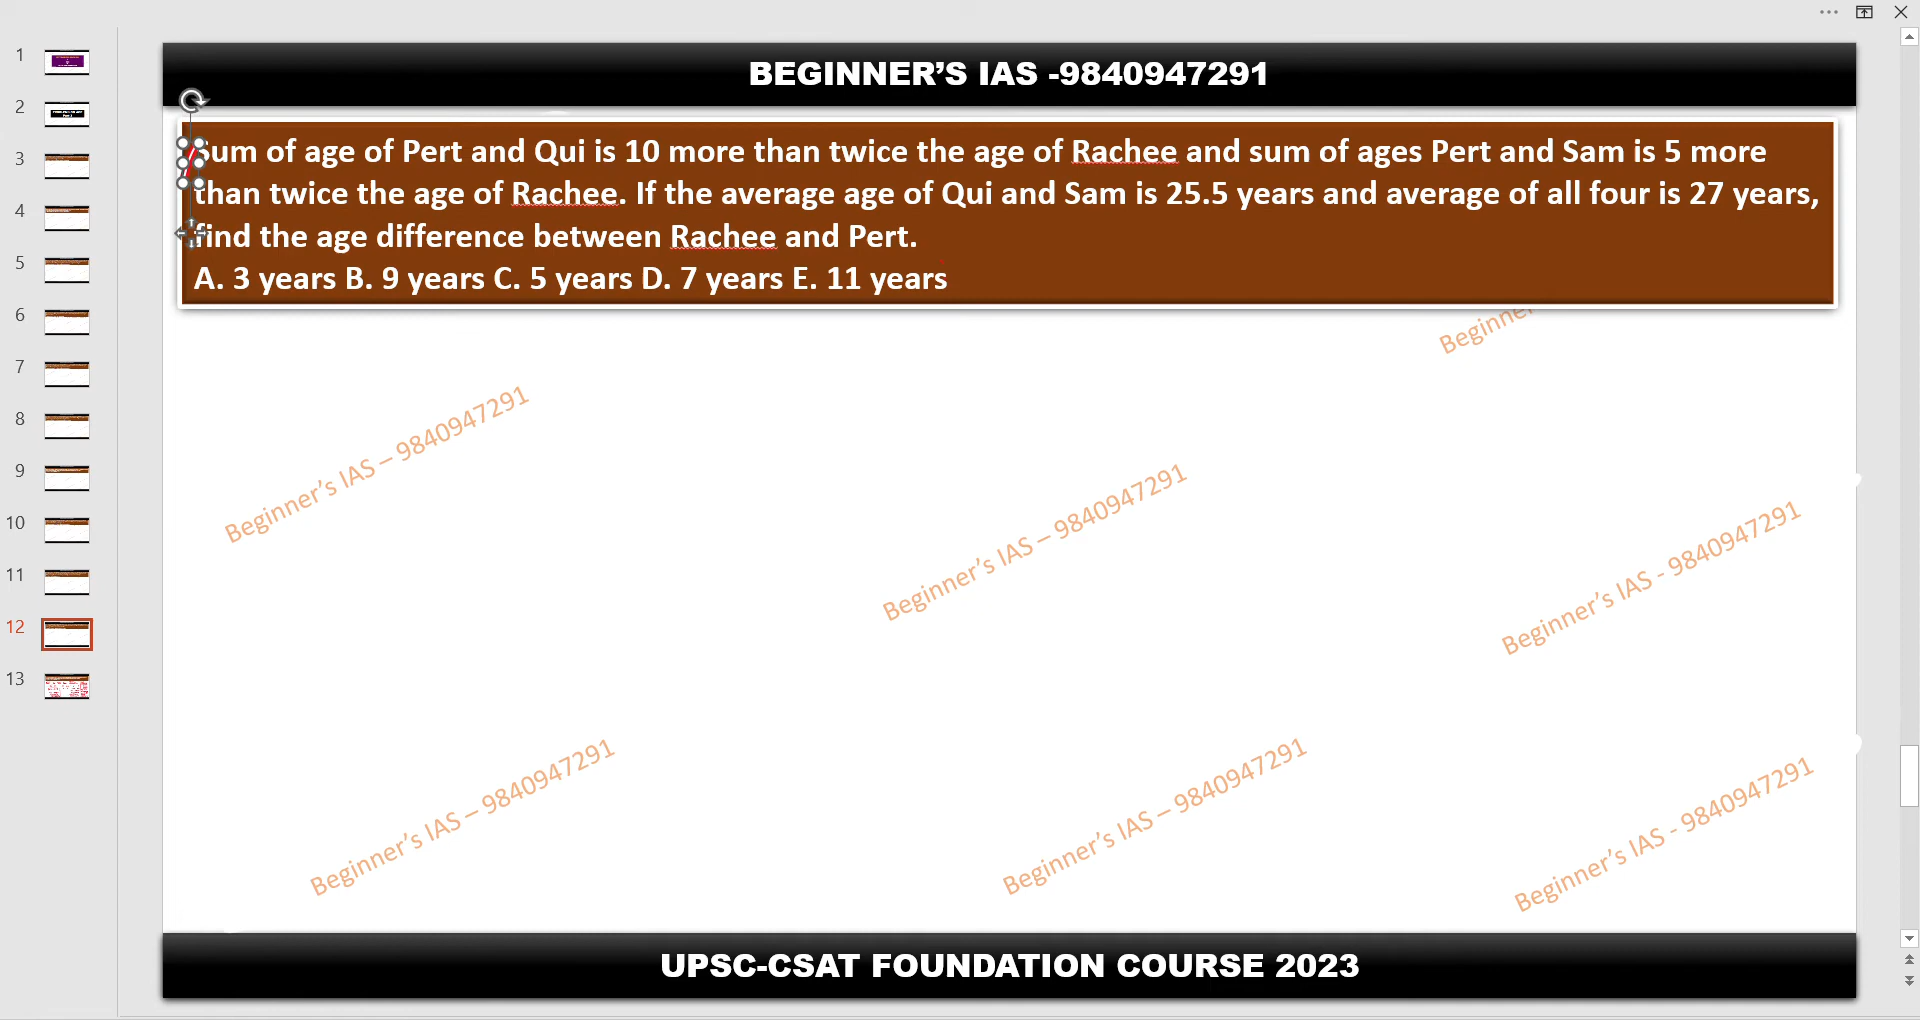 BEGINNER’S IAS -9840947291
Sum of age of Pert and Qui is 10 more than twice the age of Rachee and sum of ages Pert and Sam is 5 more
than twice the age of Rachee. If the average age of Qui and Sam is 25.5 years and average of all four is 27 years,
find the age difference between Rachee and Pert.
A. 3 years B. 9 years C. 5 years D. 7 years E. 11 years
Beginner’s IAS – 9840947291
Beginner’s IAS – 9840947291
Beginner’s IAS - 9840947291
Beginner’s IAS – 9840947291
Beginner’s IAS – 9840947291
Beginner’s IAS - 9840947291
UPSC-CSAT FOUNDATION COURSE 2023
1
2
3
4
5
6
7
8
9
10
11
12
13